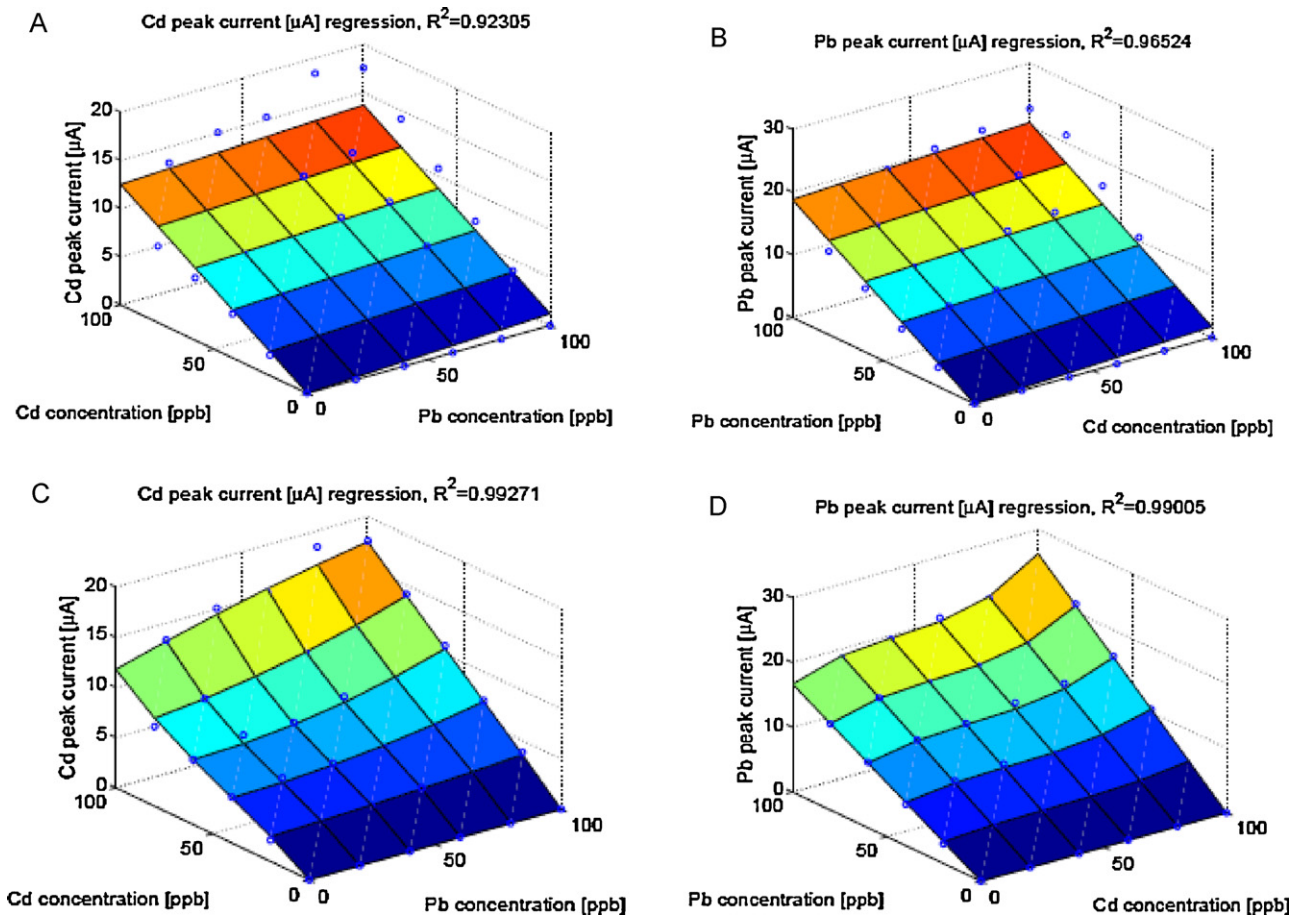 A
Cd peak current [µA] regression, R²=0.92305
Cd peak current [µA]
20
15
10
5
0
100
50
0
0
50
100
Cd concentration [ppb]
Pb concentration [ppb]
B
Pb peak current [µA] regression, R²=0.96524
Pb peak current [µA]
30
20
10
0
100
50
0
0
50
100
Pb concentration [ppb]
Cd concentration [ppb]
C
Cd peak current [µA] regression, R²=0.99271
Cd peak current [µA]
20
15
10
5
0
100
50
0
0
50
100
Cd concentration [ppb]
Pb concentration [ppb]
D
Pb peak current [µA] regression, R²=0.99005
Pb peak current [µA]
30
20
10
0
100
50
0
0
50
100
Pb concentration [ppb]
Cd concentration [ppb]